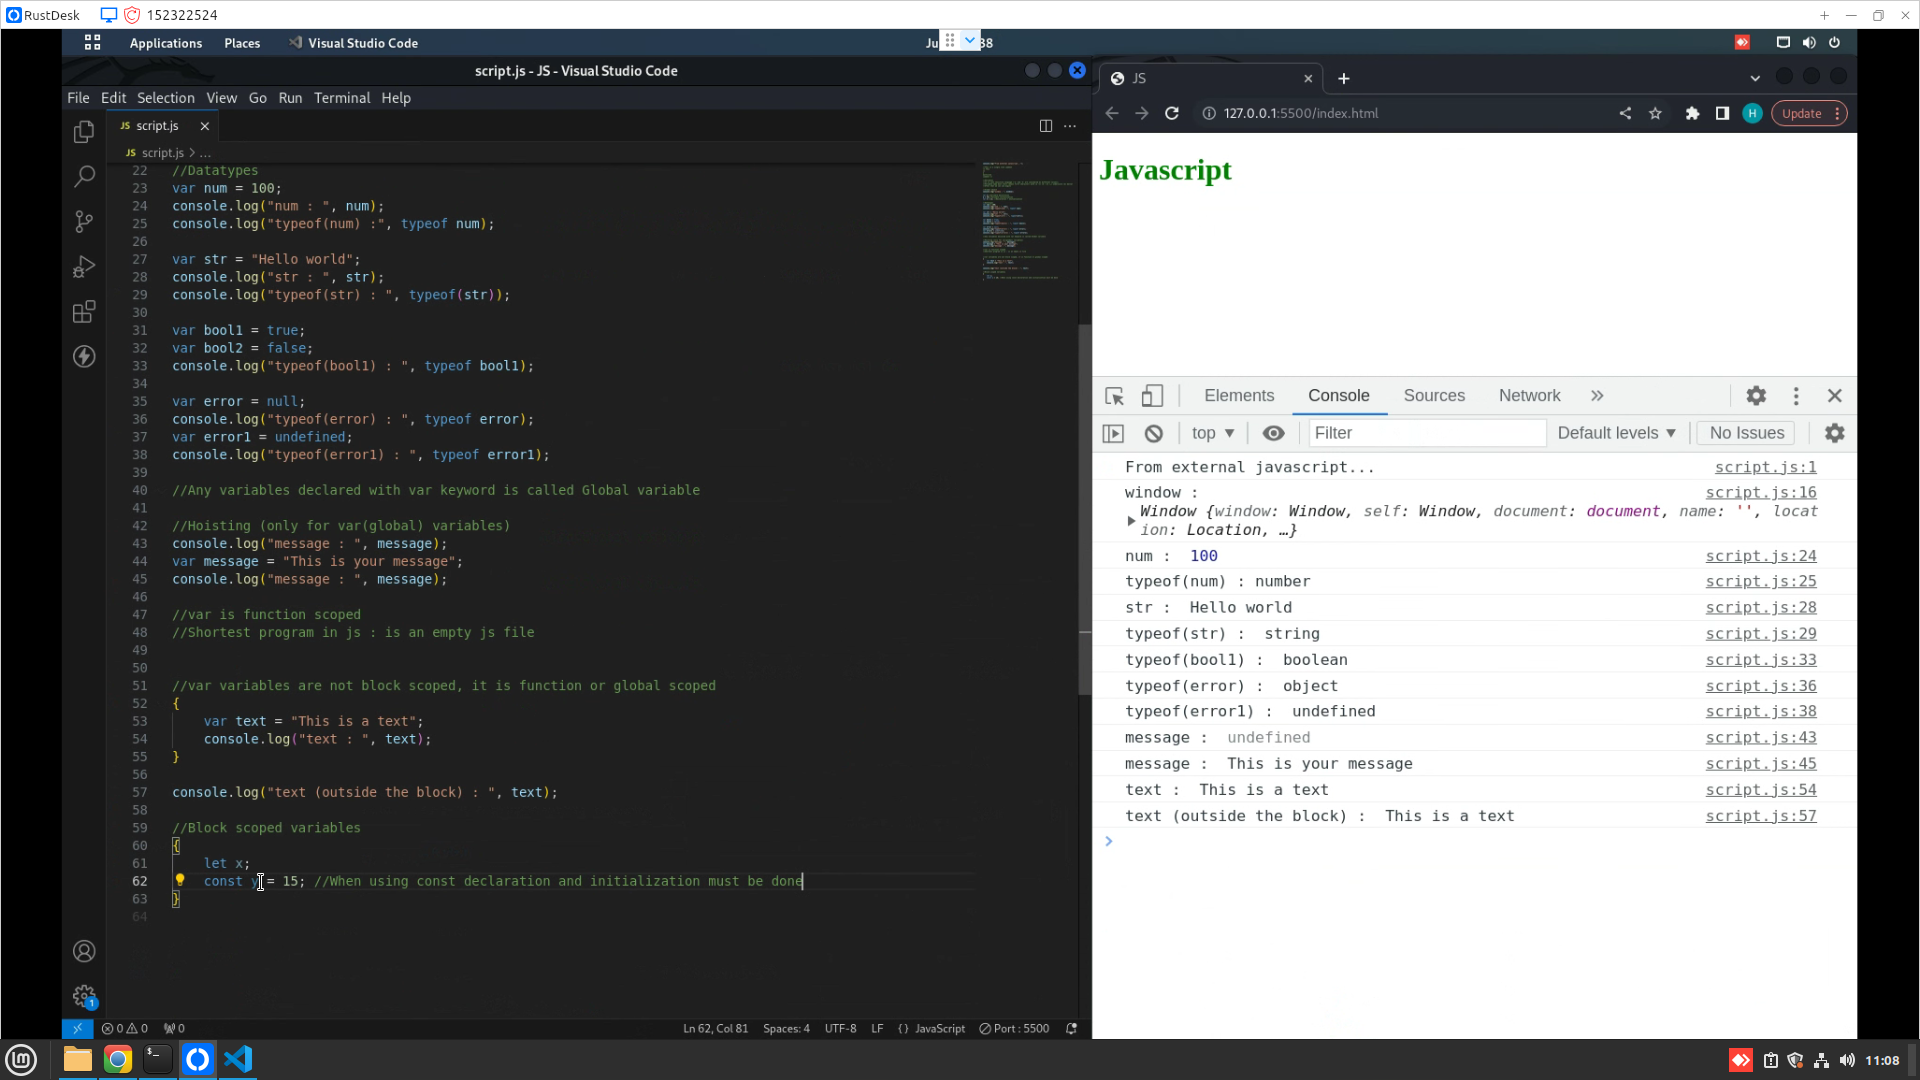 RustDesk
152322524
Applications
Places
Visual Studio Code
Ju
38
script.js - JS - Visual Studio Code
File Edit Selection View Go Run Terminal Help
JS script.js
JS script.js > ...
22 //Datatypes
23 var num = 100;
24 console.log("num : ", num);
25 console.log("typeof(num) :", typeof num);
26
27 var str = "Hello world";
28 console.log("str : ", str);
29 console.log("typeof(str) : ", typeof(str));
30
31 var bool1 = true;
32 var bool2 = false;
33 console.log("typeof(bool1) : ", typeof bool1);
34
35 var error = null;
36 console.log("typeof(error) : ", typeof error);
37 var error1 = undefined;
38 console.log("typeof(error1) : ", typeof error1);
39
40 //Any variables declared with var keyword is called Global variable
41
42 //Hoisting (only for var(global) variables)
43 console.log("message : ", message);
44 var message = "This is your message";
45 console.log("message : ", message);
46
47 //var is function scoped
48 //Shortest program in js : is an empty js file
49
50
51 //var variables are not block scoped, it is function or global scoped
52 {
53 var text = "This is a text";
54 console.log("text : ", text);
55 }
56
57 console.log("text (outside the block) : ", text);
58
59 //Block scoped variables
60 {
61 let x;
62 const y = 15; //When using const declaration and initialization must be done
63 }
64
1
0 0 0
Ln 62, Col 81
Spaces: 4
UTF-8
LF
{ } JavaScript
Port : 5500
JS
127.0.0.1:5500/index.html
H
Update
Javascript
Elements Console Sources Network »
top ▼
Filter
Default levels ▼
No Issues
From external javascript... script.js:1
window : script.js:16
Window {window: Window, self: Window, document: document, name: '', locat
ion: Location, …}
num : 100 script.js:24
typeof(num) : number script.js:25
str : Hello world script.js:28
typeof(str) : string script.js:29
typeof(bool1) : boolean script.js:33
typeof(error) : object script.js:36
typeof(error1) : undefined script.js:38
message : undefined script.js:43
message : This is your message script.js:45
text : This is a text script.js:54
text (outside the block) : This is a text script.js:57
>
11:08